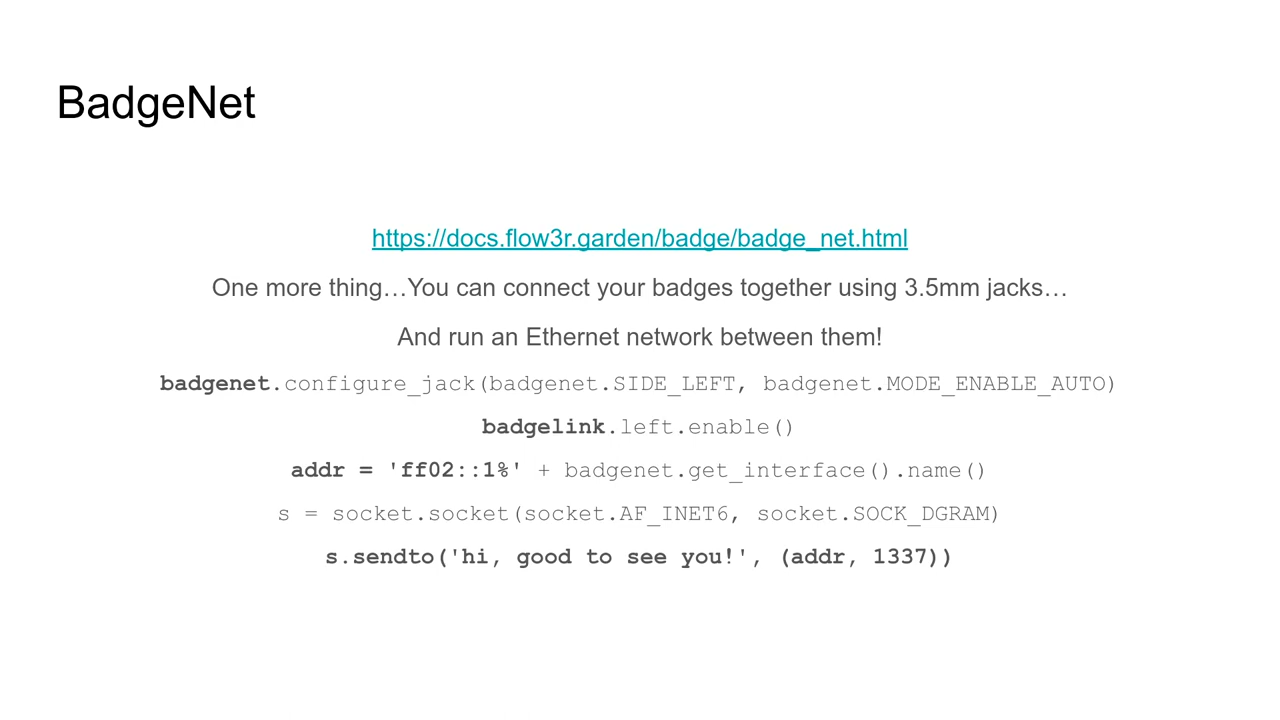 BadgeNet
https://docs.flow3r.garden/badge/badge_net.html
One more thing…You can connect your badges together using 3.5mm jacks…
And run an Ethernet network between them!
badgenet.configure_jack(badgenet.SIDE_LEFT, badgenet.MODE_ENABLE_AUTO)
badgelink.left.enable()
addr = 'ff02::1%' + badgenet.get_interface().name()
s = socket.socket(socket.AF_INET6, socket.SOCK_DGRAM)
s.sendto('hi, good to see you!', (addr, 1337))